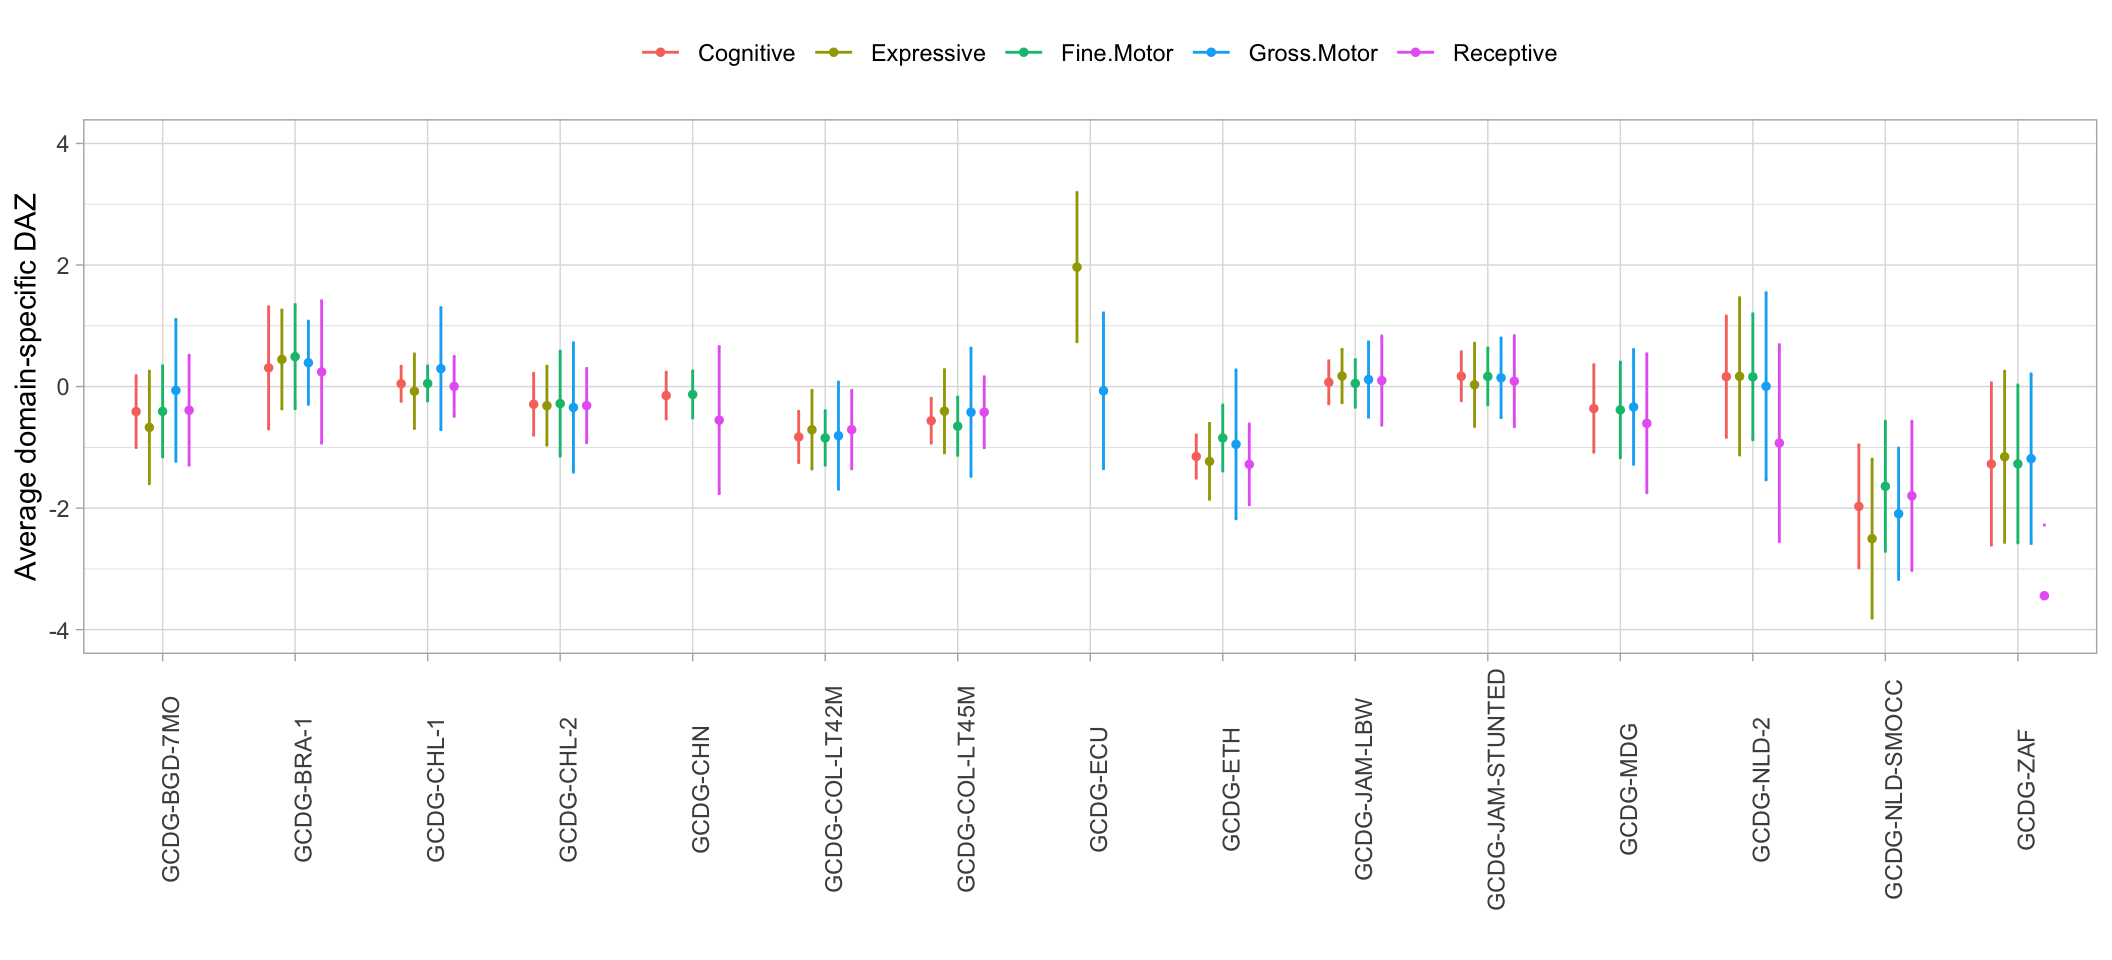 Cognitive Expressive Fine.Motor Gross.Motor Receptive
Average domain-specific DAZ
4
2
0
-2
-4
GCDG-BGD-7MO
GCDG-BRA-1
GCDG-CHL-1
GCDG-CHL-2
GCDG-CHN
GCDG-COL-LT42M
GCDG-COL-LT45M
GCDG-ECU
GCDG-ETH
GCDG-JAM-LBW
GCDG-JAM-STUNTED
GCDG-MDG
GCDG-NLD-2
GCDG-NLD-SMOCC
GCDG-ZAF